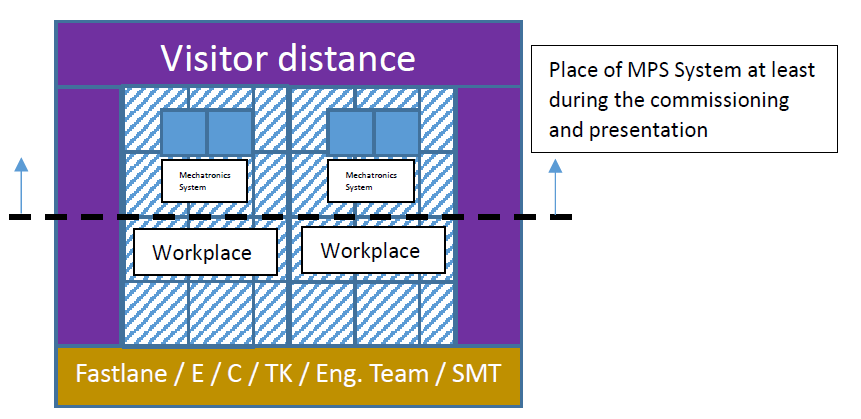 Visitor distance
Place of MPS System at least
during the commissioning
and presentation
Mechatronics
System
Mechatronics
System
Workplace
Workplace
Fastlane / E / C / TK / Eng. Team / SMT